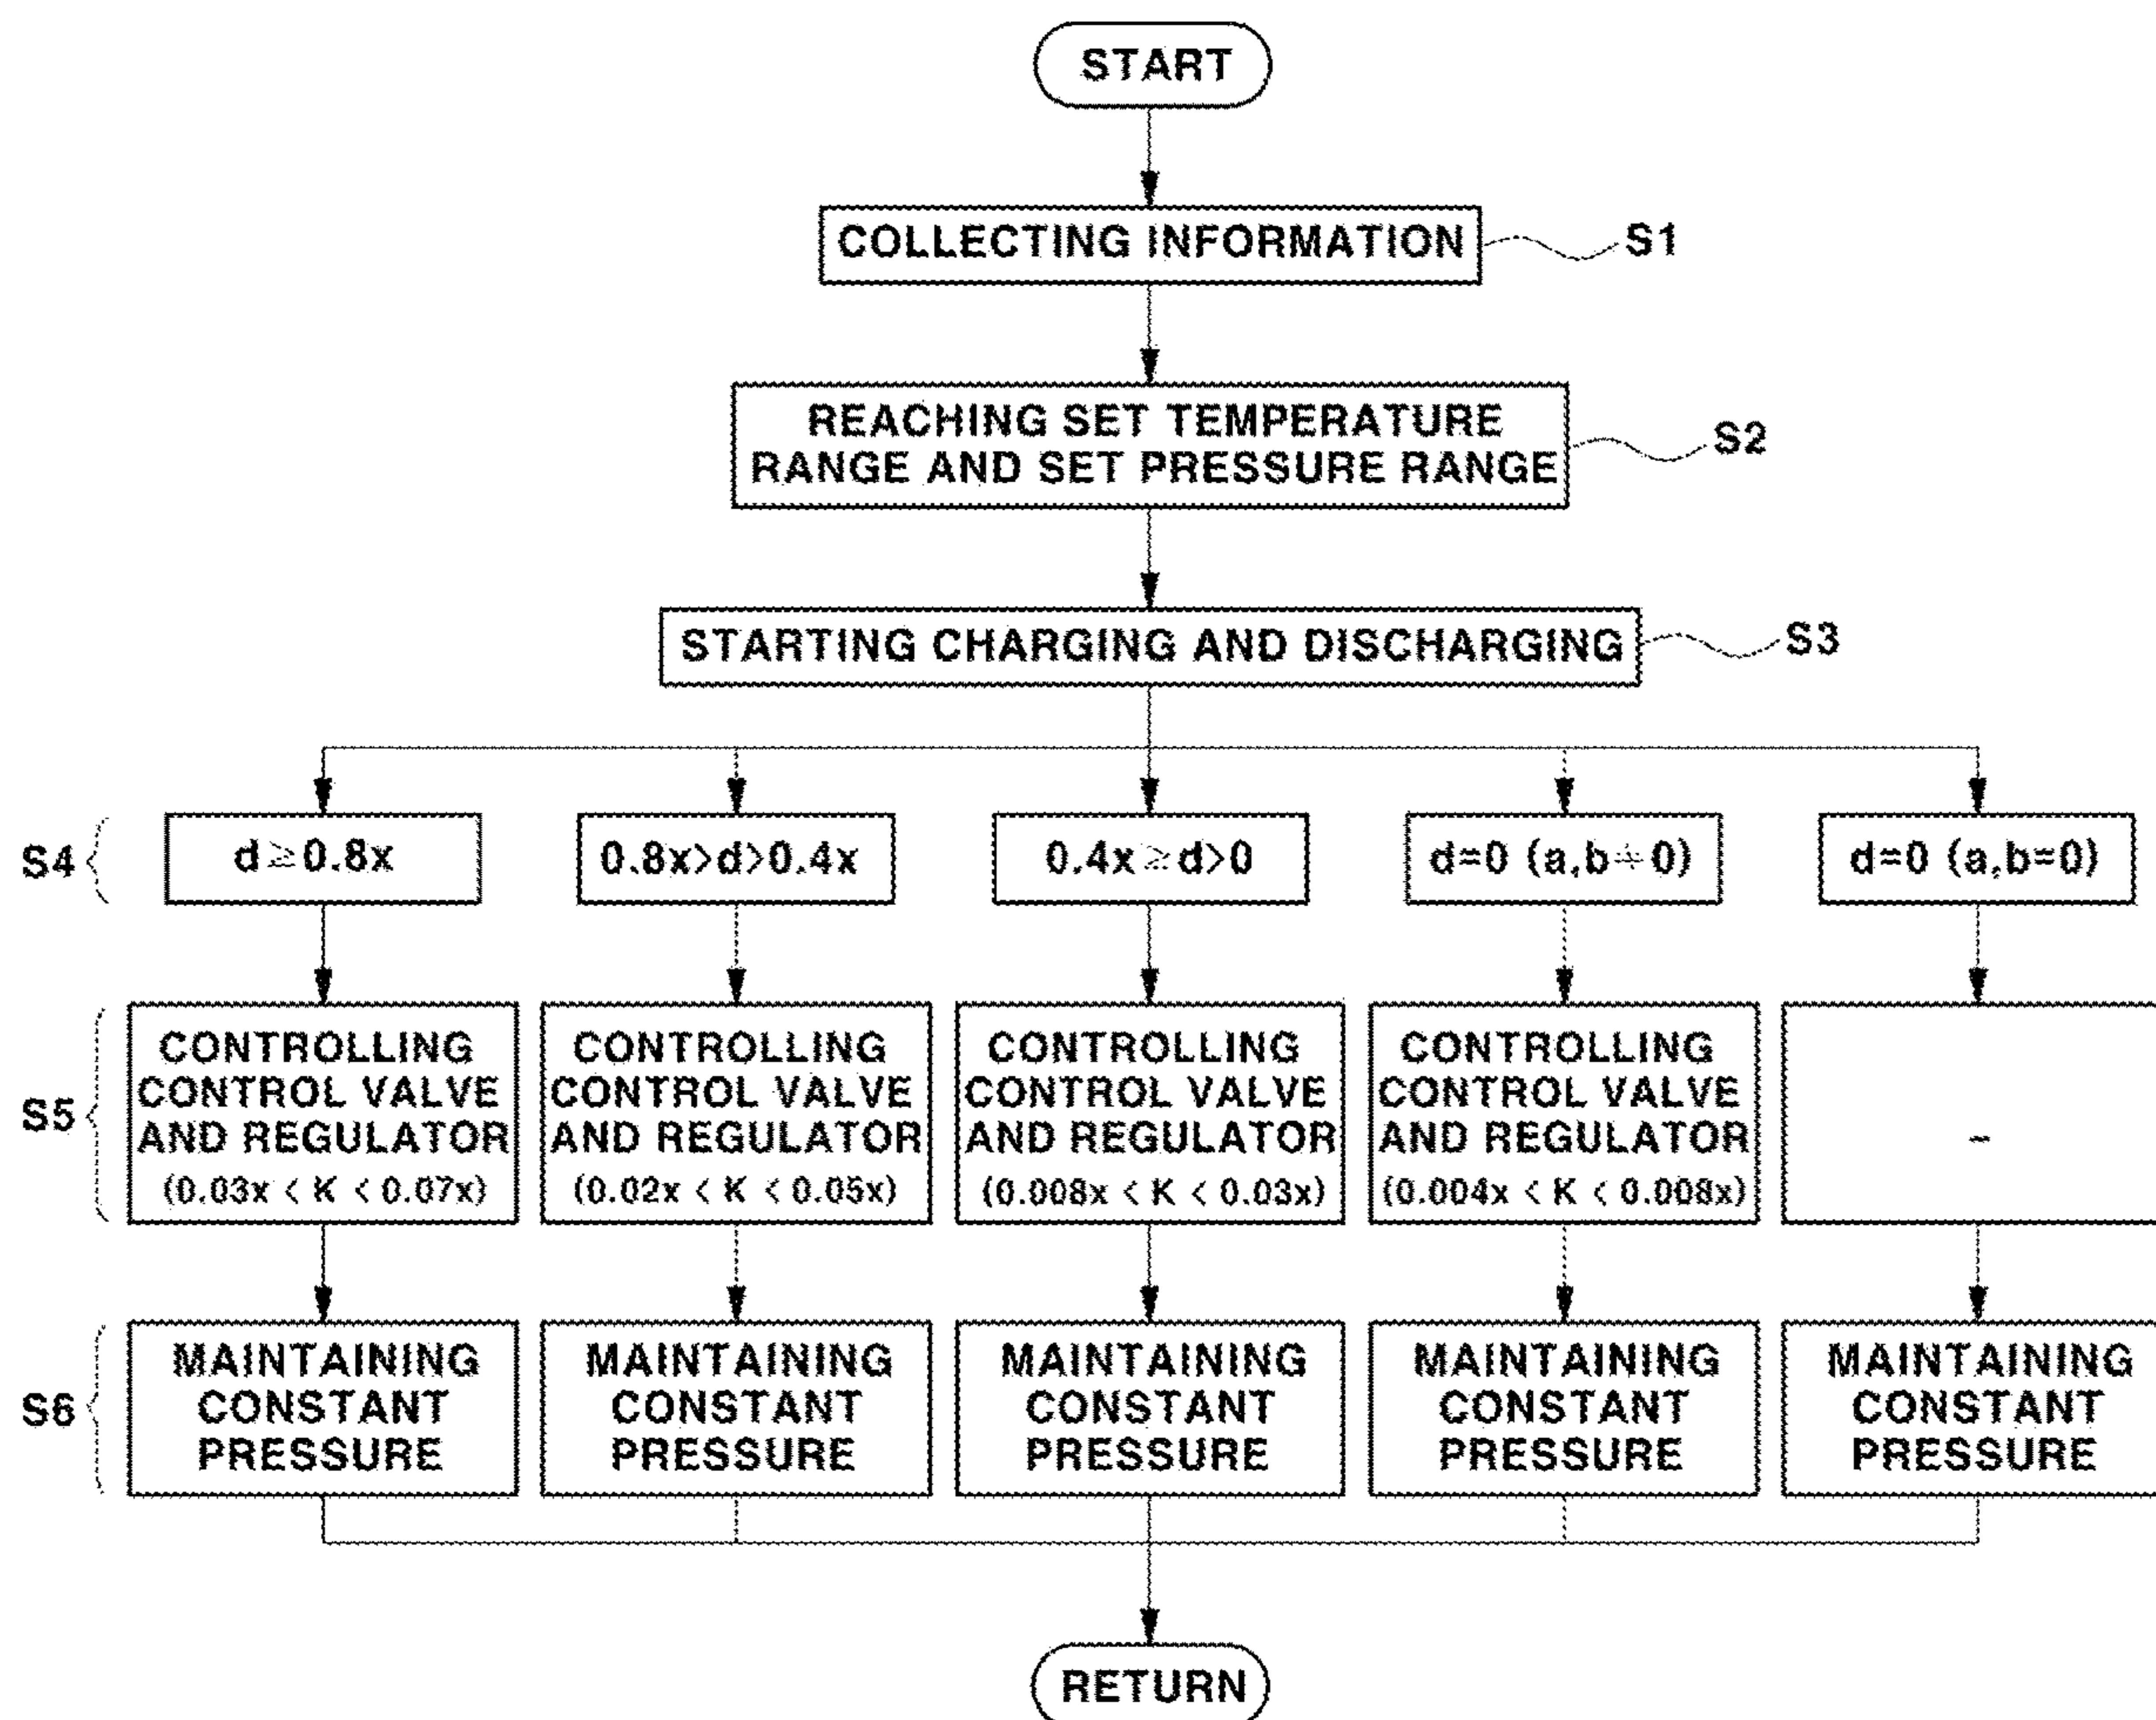 START
COLLECTING INFORMATION
S1
REACHING SET TEMPERATURE
RANGE AND SET PRESSURE RANGE
S2
STARTING CHARGING AND DISCHARGING
S3
S4
d≥0.8x
0.8x>d>0.4x
0.4x≥d>0
d=0 (a,b≠0)
d=0 (a,b=0)
S5
CONTROLLING
CONTROL VALVE
AND REGULATOR
(0.03x < K < 0.07x)
CONTROLLING
CONTROL VALVE
AND REGULATOR
(0.02x < K < 0.05x)
CONTROLLING
CONTROL VALVE
AND REGULATOR
(0.008x < K < 0.03x)
CONTROLLING
CONTROL VALVE
AND REGULATOR
(0.004x < K < 0.008x)
–
S6
MAINTAINING
CONSTANT
PRESSURE
MAINTAINING
CONSTANT
PRESSURE
MAINTAINING
CONSTANT
PRESSURE
MAINTAINING
CONSTANT
PRESSURE
MAINTAINING
CONSTANT
PRESSURE
RETURN